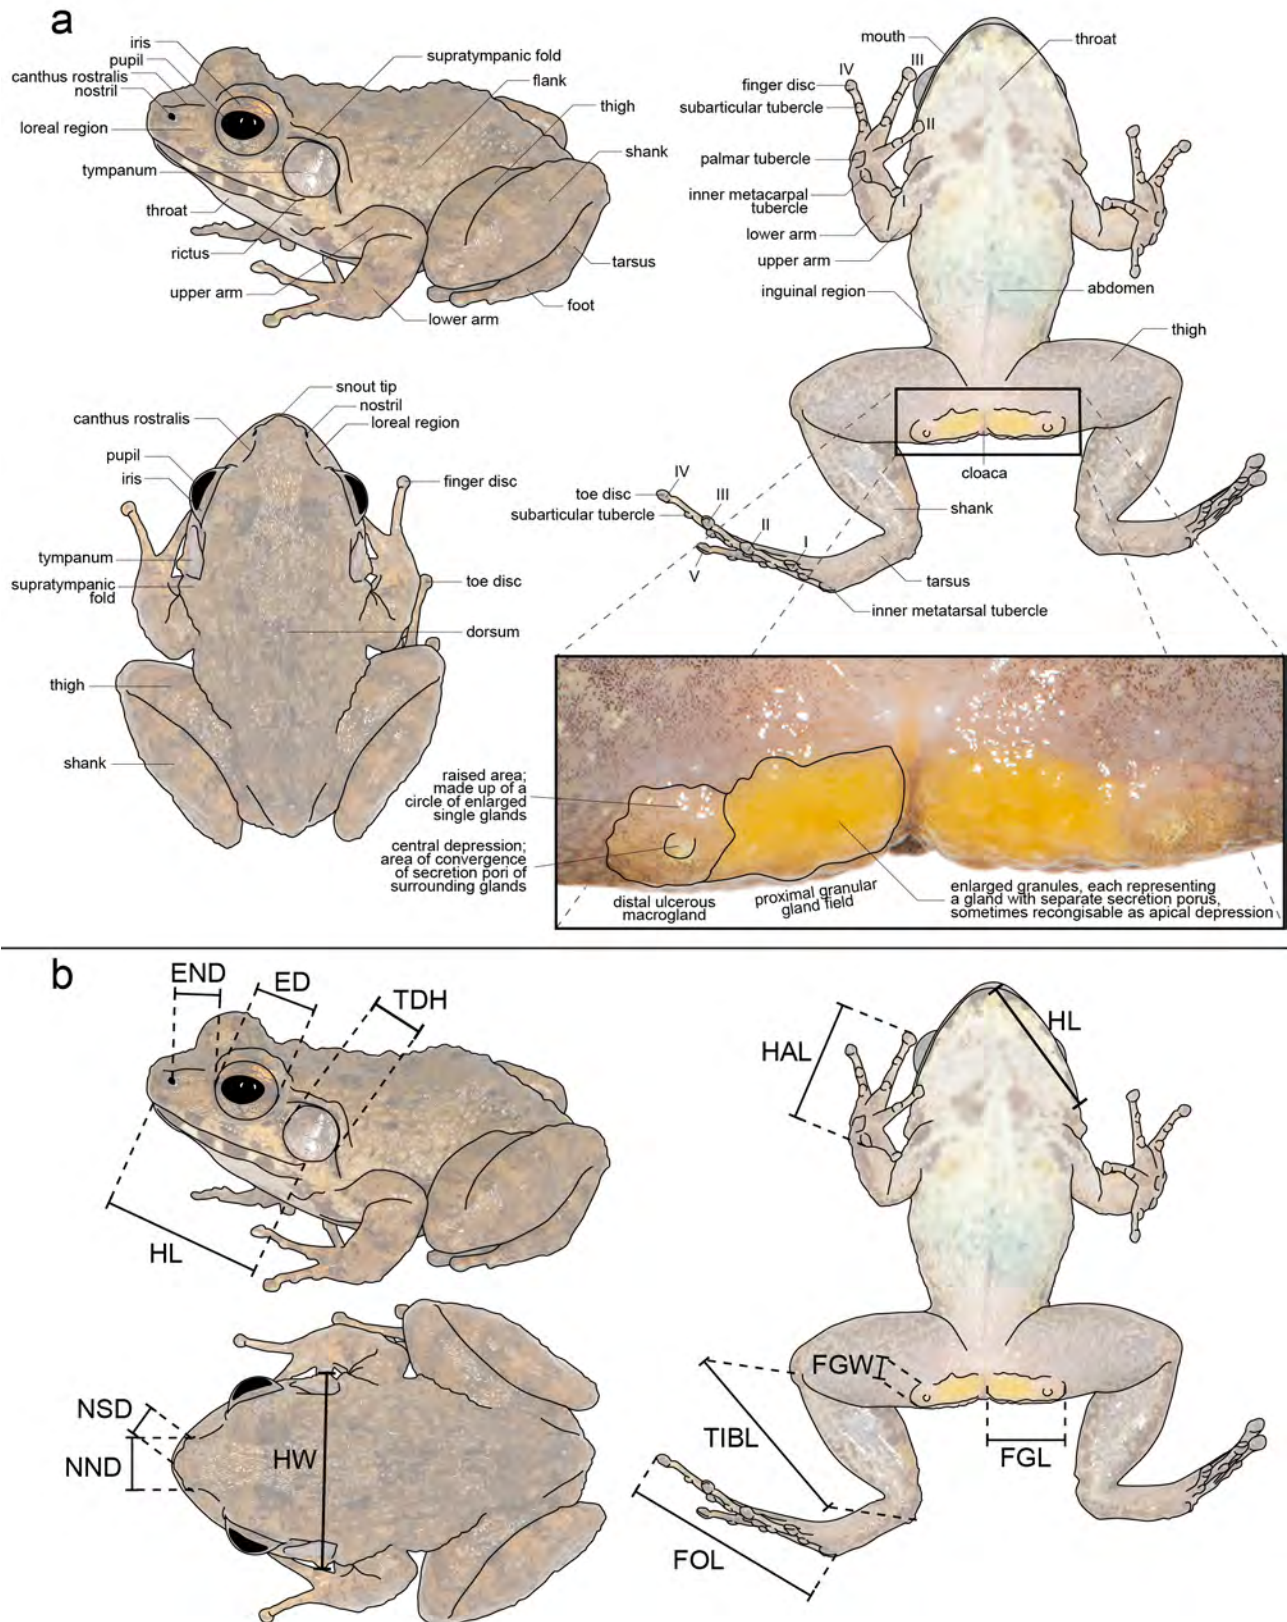 a
iris
pupil
canthus rostralis
nostril
loreal region
tympanum
throat
rictus
upper arm
lower arm
supratympanic fold
flank
thigh
shank
tarsus
foot
mouth
throat
IV
III
finger disc
subarticular tubercle
II
palmar tubercle
inner metacarpal
tubercle
I
lower arm
upper arm
inguinal region
abdomen
thigh
cloaca
shank
IV
toe disc
III
subarticular tubercle
II
I
V
tarsus
inner metatarsal tubercle
snout tip
nostril
canthus rostralis
loreal region
pupil
iris
finger disc
tympanum
supratympanic
fold
toe disc
dorsum
thigh
shank
raised area;
made up of a
circle of enlarged
single glands
central depression;
area of convergence
of secretion pori of
surrounding glands
distal ulcerous
macrogland
proximal granular
gland field
enlarged granules, each representing
a gland with separate secretion porus,
sometimes recongisable as apical depression
b
END
ED
TDH
HL
HAL
HL
NSD
NND
HW
FGW
TIBL
FGL
FOL